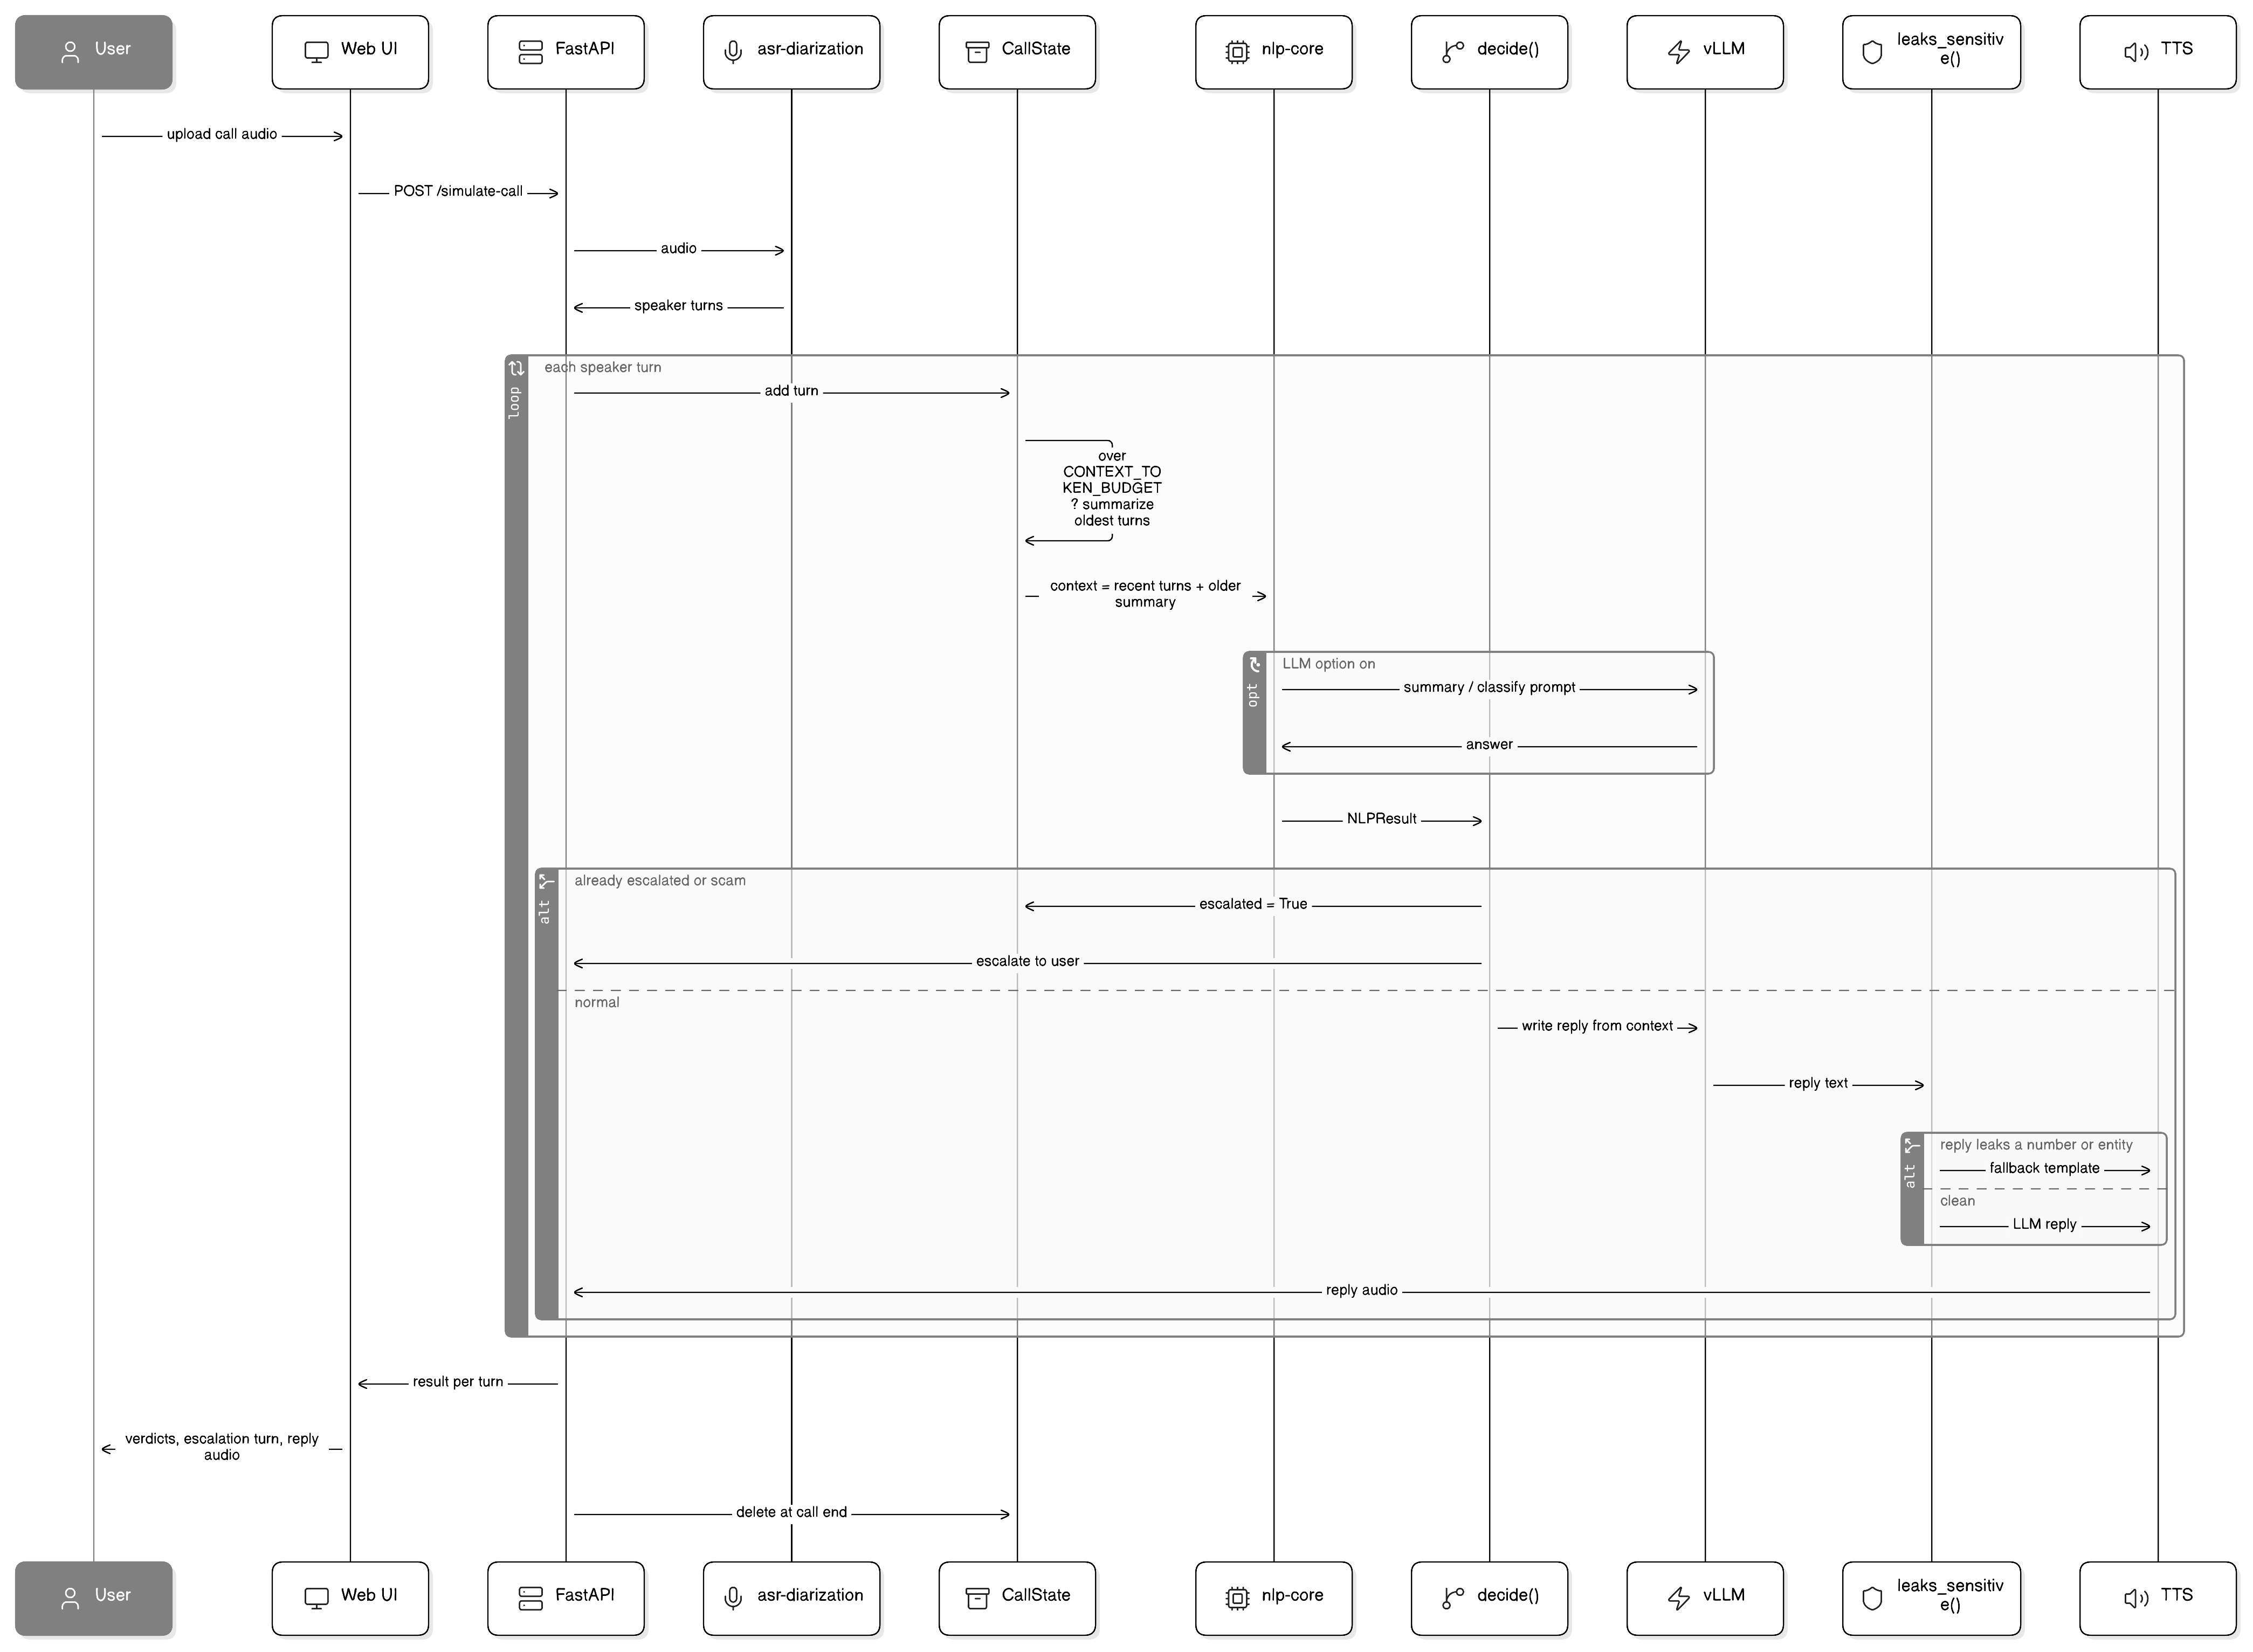 User
Web UI
FastAPI
asr-diarization
CallState
nlp-core
decide()
vLLM
leaks_sensitiv
e()
TTS
upload call audio
POST /simulate-call
audio
speaker turns
loop
each speaker turn
add turn
over
CONTEXT_TO
KEN_BUDGET
? summarize
oldest turns
context = recent turns + older
summary
opt
LLM option on
summary / classify prompt
answer
NLPResult
alt
already escalated or scam
escalated = True
escalate to user
normal
write reply from context
reply text
alt
reply leaks a number or entity
fallback template
clean
LLM reply
reply audio
result per turn
verdicts, escalation turn, reply
audio
delete at call end
User
Web UI
FastAPI
asr-diarization
CallState
nlp-core
decide()
vLLM
leaks_sensitiv
e()
TTS